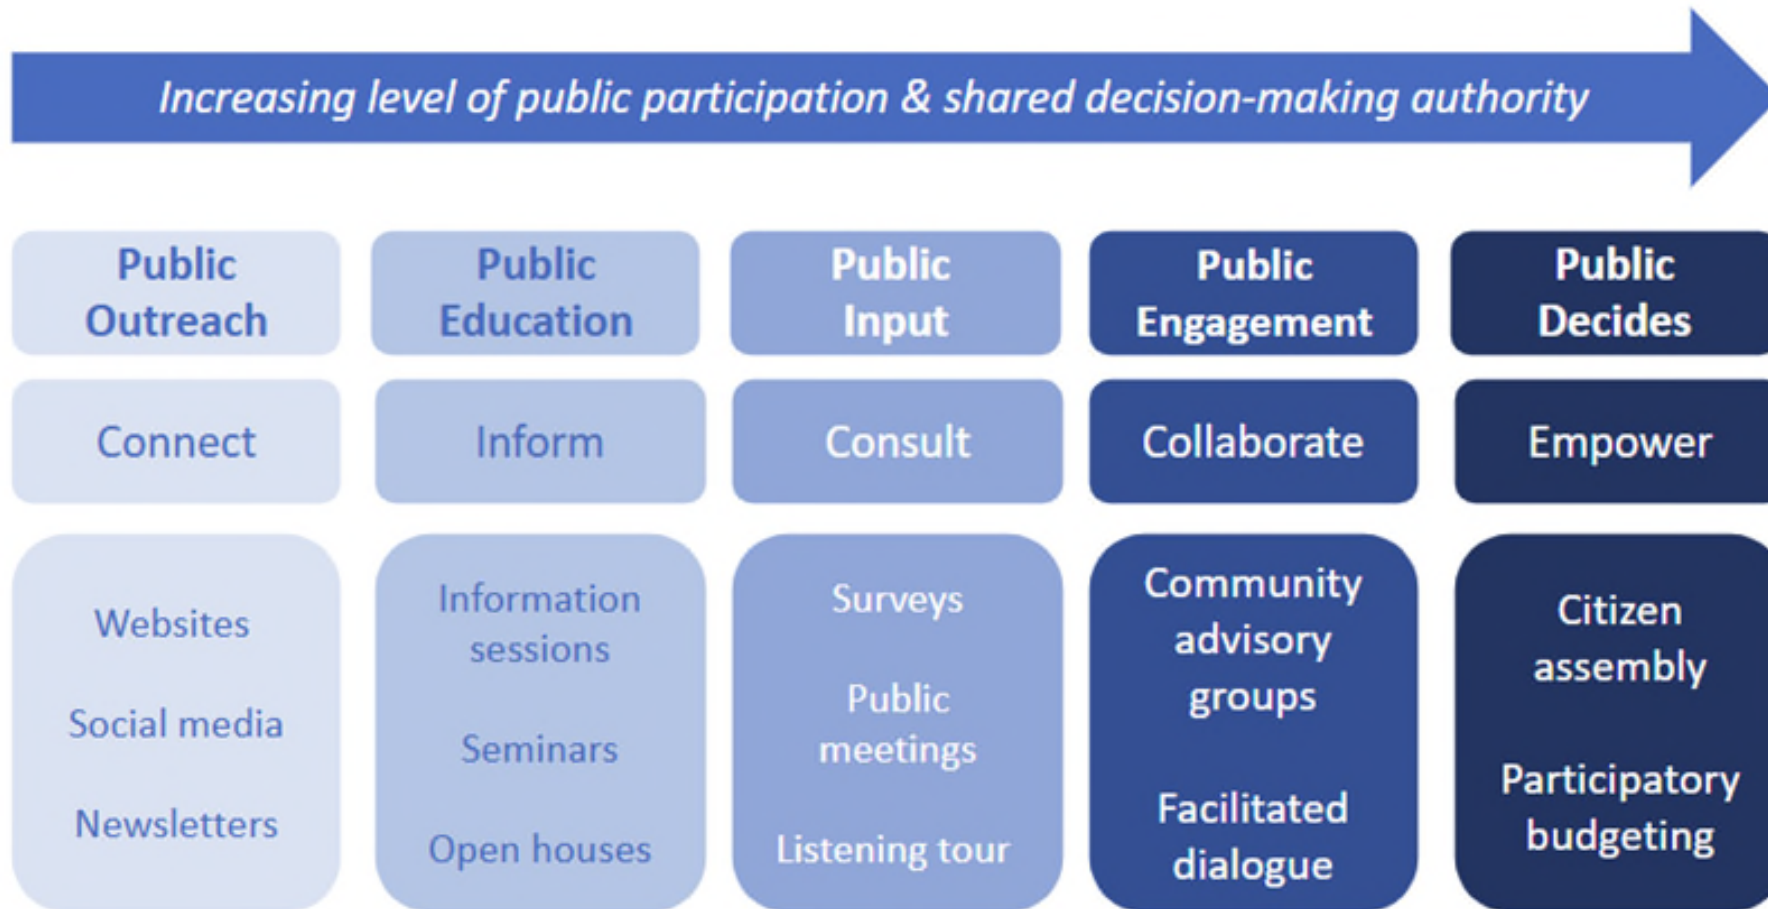 Increasing level of public participation & shared decision-making authority
Public
Outreach
Public
Education
Public
Input
Public
Engagement
Public
Decides
Connect
Inform
Consult
Collaborate
Empower
Websites
Social media
Newsletters
Information
sessions
Seminars
Open houses
Surveys
Public
meetings
Listening tour
Community
advisory
groups
Facilitated
dialogue
Citizen
assembly
Participatory
budgeting